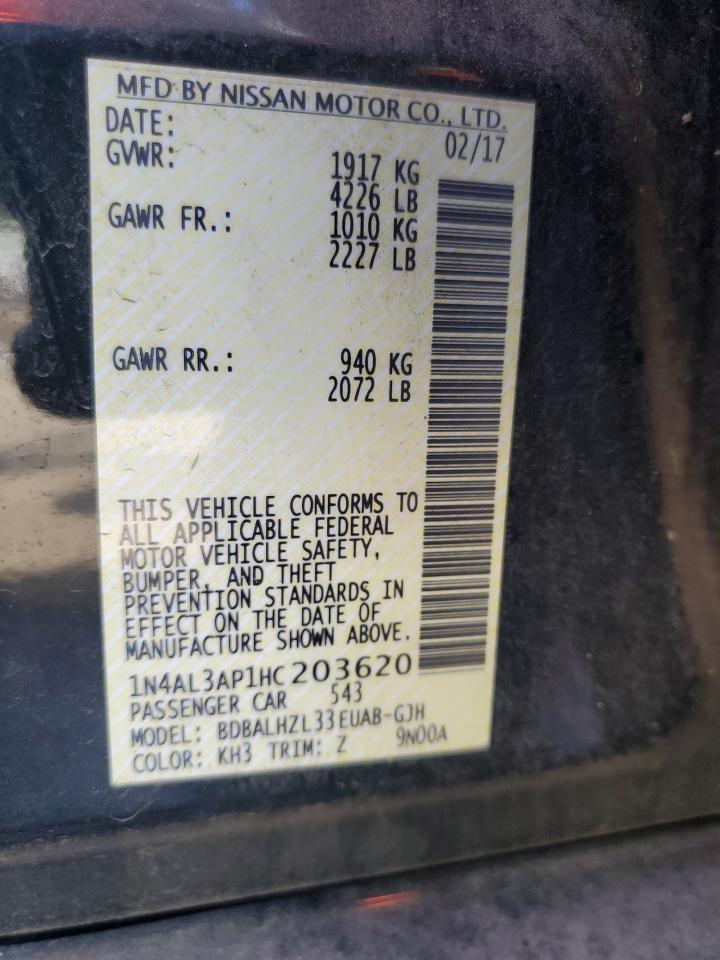 MFD BY NISSAN MOTOR CO., LTD.
DATE: 02/17
GVWR: 1917 KG
4226 LB
GAWR FR.: 1010 KG
2227 LB
GAWR RR.: 940 KG
2072 LB
THIS VEHICLE CONFORMS TO
ALL APPLICABLE FEDERAL
MOTOR VEHICLE SAFETY,
BUMPER, AND THEFT
PREVENTION STANDARDS IN
EFFECT ON THE DATE OF
MANUFACTURE SHOWN ABOVE.
1N4AL3AP1HC203620
PASSENGER CAR 543
MODEL: BDBALHZL33EUAB-GJH
COLOR: KH3 TRIM: Z 9N00A